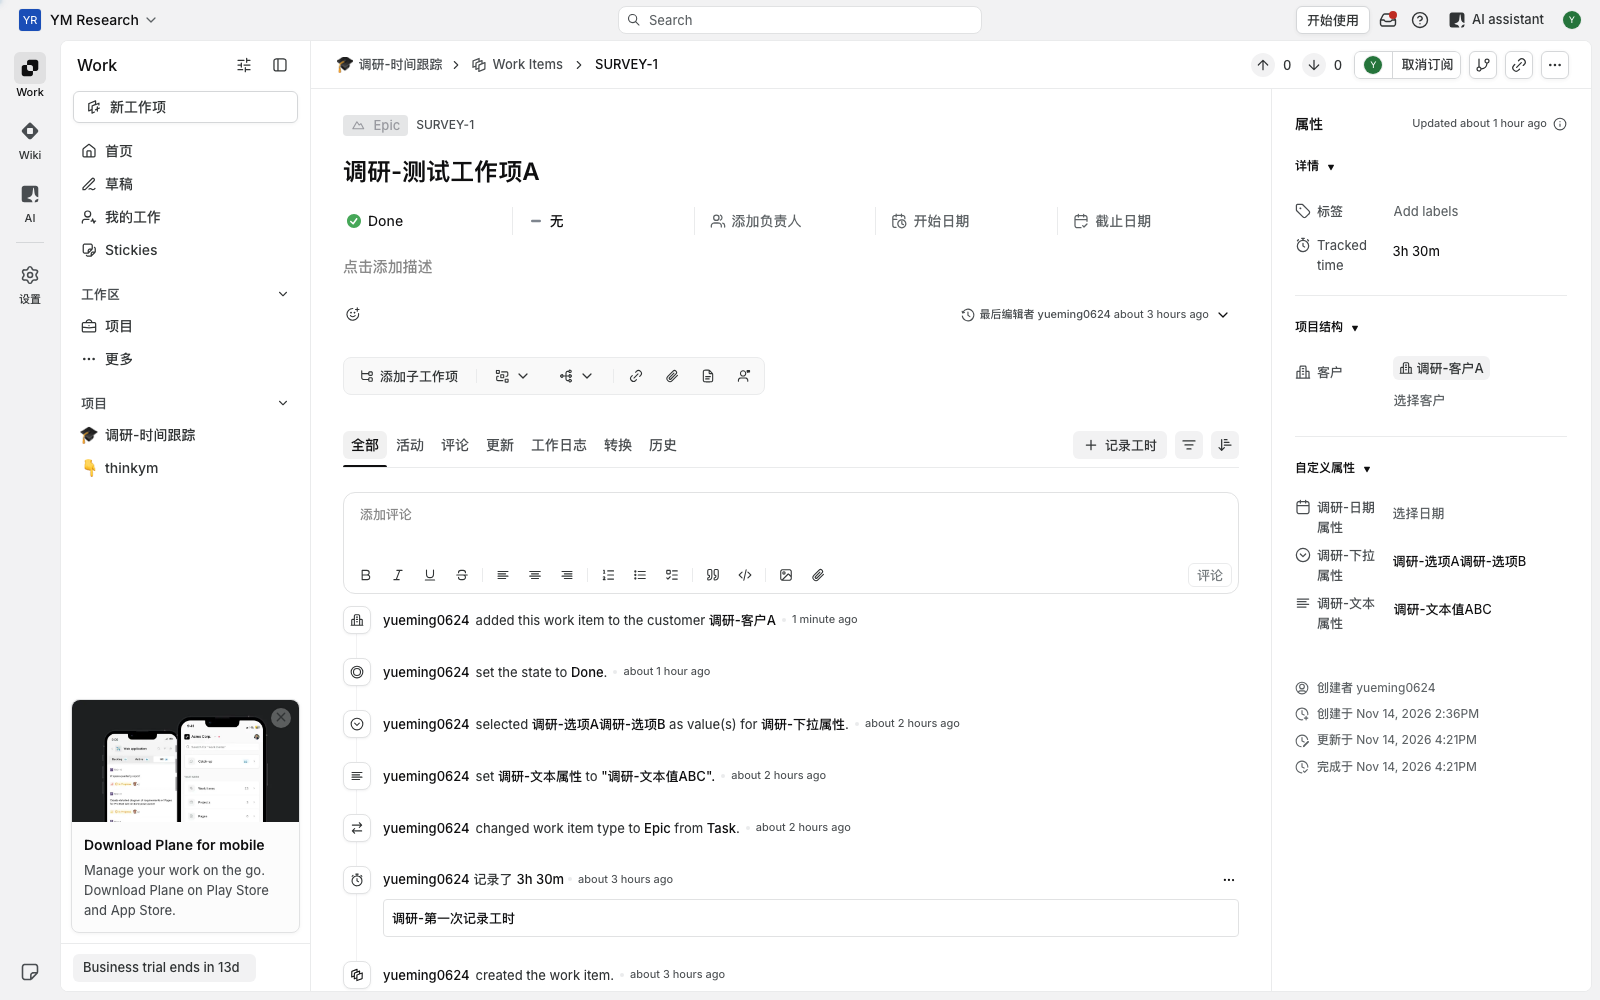 YR YM Research
Search
开始使用
AI assistant
Y
Work
Wiki
AI
设置
Work
新工作项
首页
草稿
我的工作
Stickies
工作区
项目
更多
项目
调研-时间跟踪
thinkym
Download Plane for mobile
Manage your work on the go.
Download Plane on Play Store
and App Store.
Business trial ends in 13d
调研-时间跟踪 > Work Items > SURVEY-1
0 0 Y 取消订阅
Epic SURVEY-1
调研-测试工作项A
Done 无 添加负责人 开始日期 截止日期
点击添加描述
最后编辑者 yueming0624 about 3 hours ago
添加子工作项
全部 活动 评论 更新 工作日志 转换 历史
记录工时
添加评论
评论
yueming0624 added this work item to the customer 调研-客户A 1 minute ago
yueming0624 set the state to Done. about 1 hour ago
yueming0624 selected 调研-选项A调研-选项B as value(s) for 调研-下拉属性. about 2 hours ago
yueming0624 set 调研-文本属性 to "调研-文本值ABC". about 2 hours ago
yueming0624 changed work item type to Epic from Task. about 2 hours ago
yueming0624 记录了 3h 30m about 3 hours ago
调研-第一次记录工时
yueming0624 created the work item. about 3 hours ago
属性 Updated about 1 hour ago
详情
标签 Add labels
Tracked time 3h 30m
项目结构
客户 调研-客户A
选择客户
自定义属性
调研-日期属性 选择日期
调研-下拉属性 调研-选项A调研-选项B
调研-文本属性 调研-文本值ABC
创建者 yueming0624
创建于 Nov 14, 2026 2:36PM
更新于 Nov 14, 2026 4:21PM
完成于 Nov 14, 2026 4:21PM